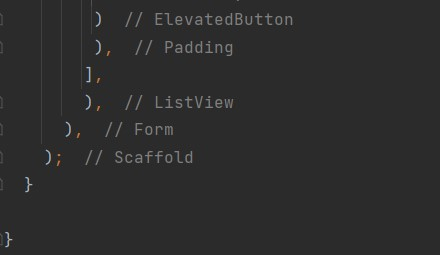 )  // ElevatedButton
),  // Padding
],
),  // ListView
),  // Form
);  // Scaffold
}
}